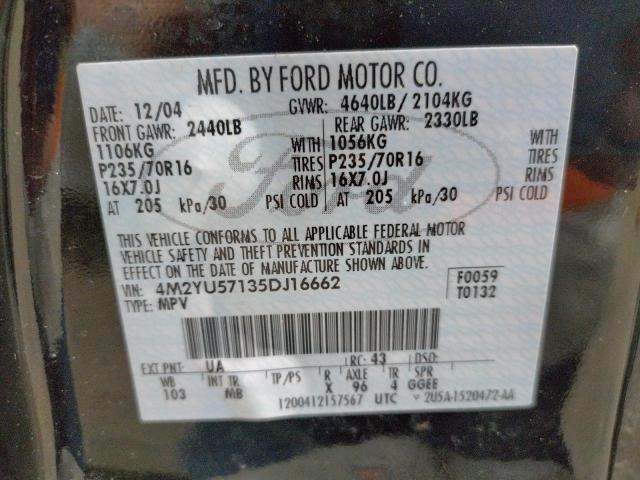 MFD. BY FORD MOTOR CO.
DATE: 12/04 GVWR: 4640LB/ 2104KG
FRONT GAWR: 2440LB REAR GAWR: 2330LB
1106KG WITH 1056KG WITH
P235/70R16 TIRES P235/70R16 TIRES
16X7.0J RIMS 16X7.0J RIMS
AT 205 kPa/30 PSI COLD AT 205 kPa/30 PSI COLD
Ford
THIS VEHICLE CONFORMS TO ALL APPLICABLE FEDERAL MOTOR
VEHICLE SAFETY AND THEFT PREVENTION STANDARDS IN
EFFECT ON THE DATE OF MANUFACTURE SHOWN ABOVE.
VIN: 4M2YU57135DJ16662 F0059
TYPE: MPV T0132
EXT PNT: UA RC: 43 DSO:
WB INT TR TP/PS R AXLE TR SPR
103 MB X 96 4 GGEE
1200412157567 UTC 2U5A-1520472-AA